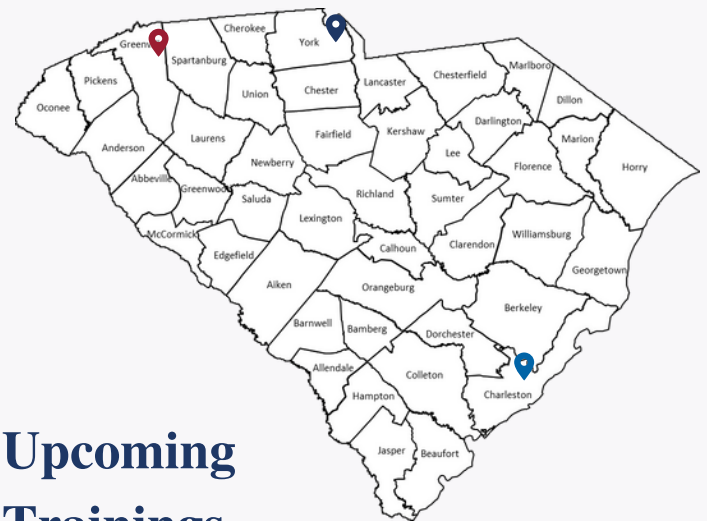 Cherokee
York
Spartanburg
Pickens
Oconee
Union
Chester
Lancaster
Chesterfield
Marlboro
Dillon
Darlington
Marion
Horry
Anderson
Laurens
Fairfield
Kershaw
Lee
Florence
Newberry
Abbeville
Greenwood
Saluda
Richland
Sumter
Lexington
McCormick
Edgefield
Calhoun
Clarendon
Williamsburg
Georgetown
Aiken
Orangeburg
Berkeley
Barnwell
Bamberg
Dorchester
Allendale
Colleton
Hampton
Charleston
Jasper
Beaufort
Upcoming
Trainings